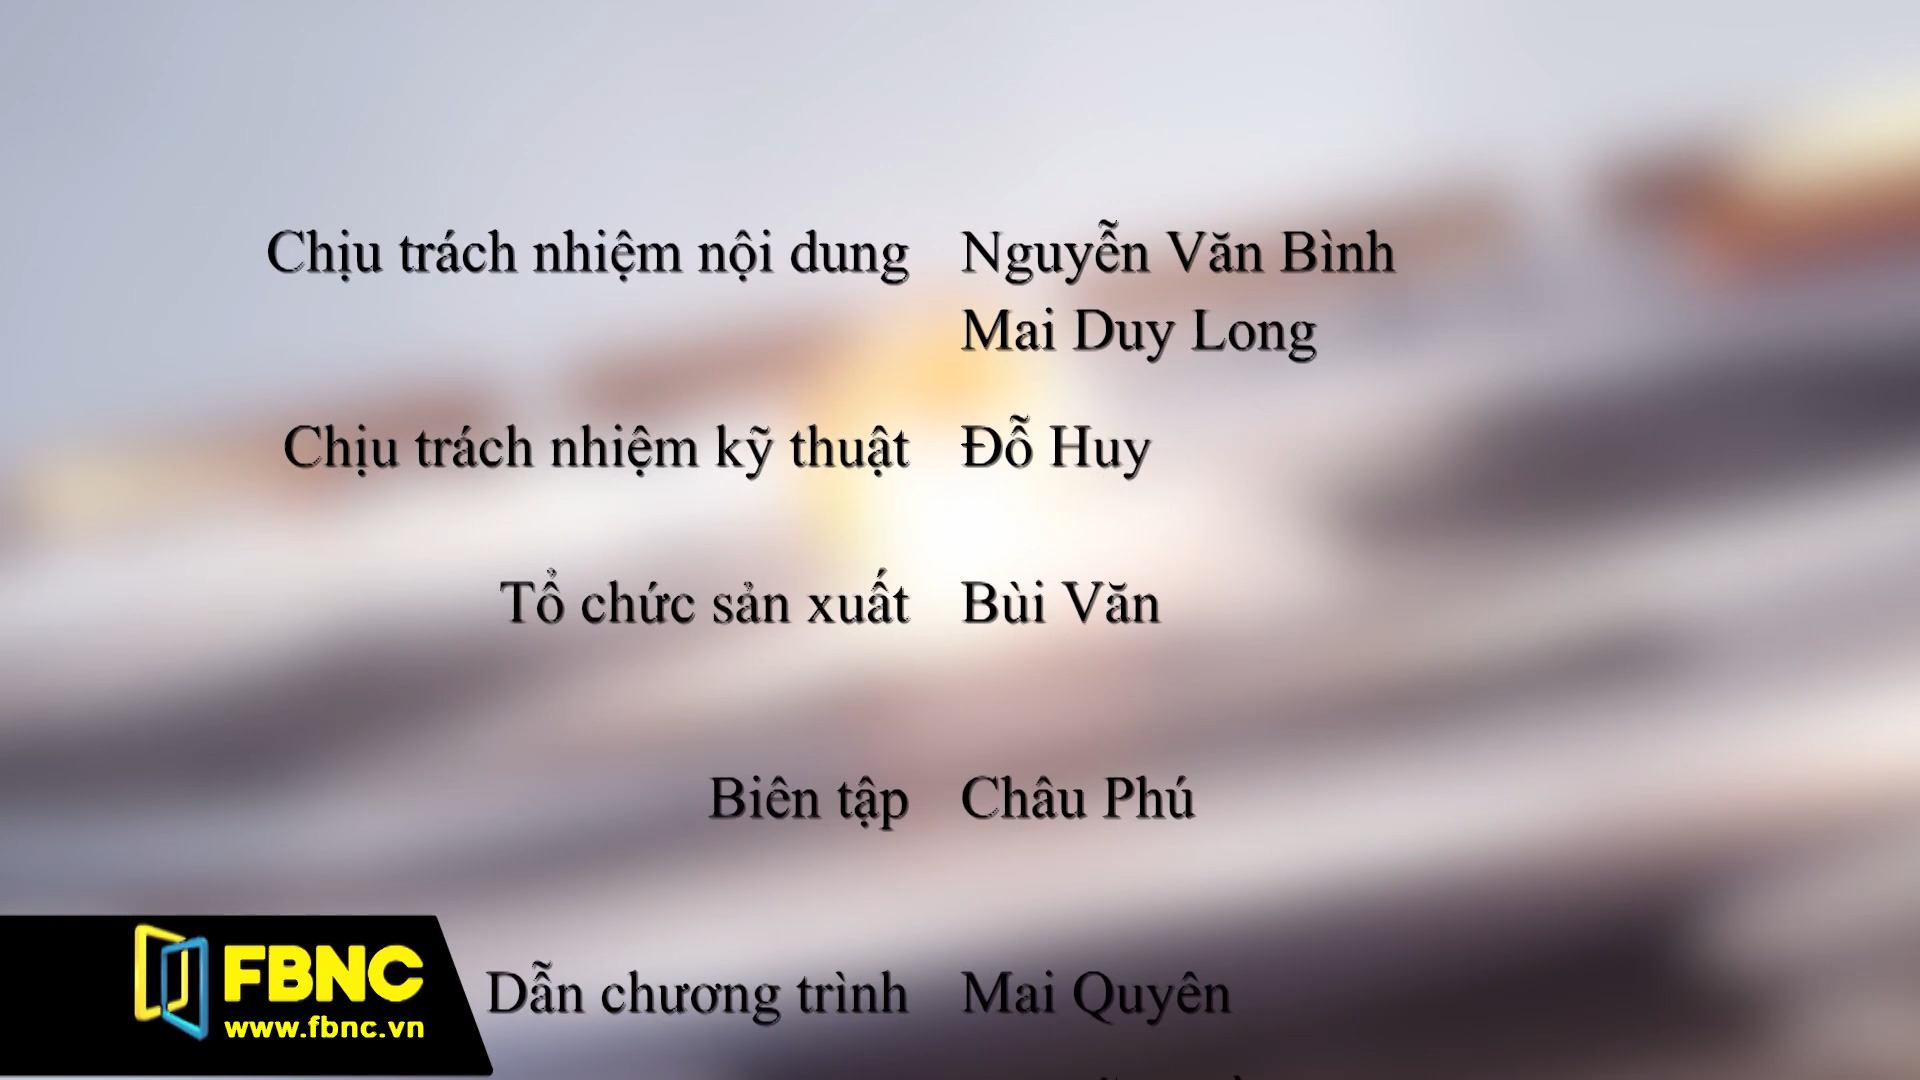 Chịu trách nhiệm nội dung Nguyễn Văn Bình
Mai Duy Long
Chịu trách nhiệm kỹ thuật Đỗ Huy
Tổ chức sản xuất Bùi Văn
Biên tập Châu Phú
Dẫn chương trình Mai Quyên
FBNC
www.fbnc.vn